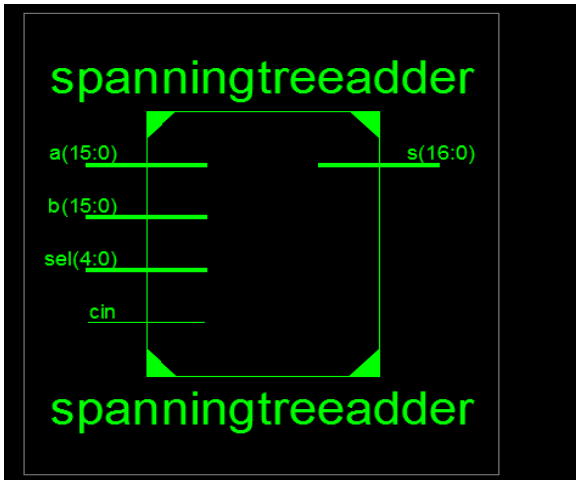 spanningtreeadder
a(15:0)
s(16:0)
b(15:0)
sel(4:0)
cin
spanningtreeadder